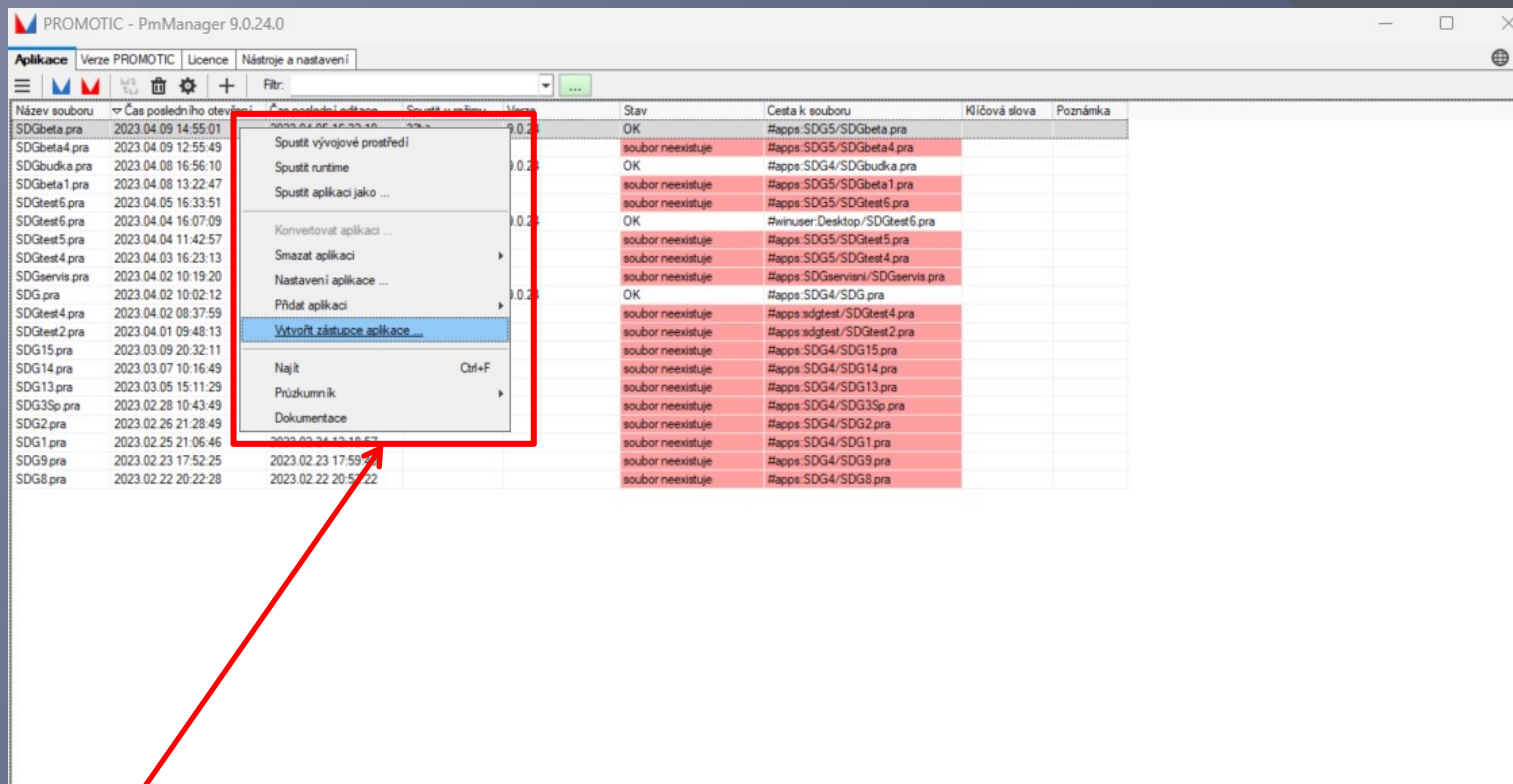 PROMOTIC - PmManager 9.0.24.0
Aplikace Verze PROMOTIC Licence Nástroje a nastavení
Filtr: ...
Název souboru Čas posledního otevření Čas poslední editace Spustit v režimu Verze Stav Cesta k souboru Klíčová slova Poznámka
SDGbeta.pra 2023.04.09 14:55:01 9.0.24 OK #apps:SDG5/SDGbeta.pra
SDGbeta4.pra 2023.04.09 12:55:49 soubor neexistuje #apps:SDG5/SDGbeta4.pra
SDGbudka.pra 2023.04.08 16:56:10 OK #apps:SDG4/SDGbudka.pra
SDGbeta1.pra 2023.04.08 13:22:47 soubor neexistuje #apps:SDG5/SDGbeta1.pra
SDGtest6.pra 2023.04.05 16:33:51 soubor neexistuje #apps:SDG5/SDGtest6.pra
SDGtest6.pra 2023.04.04 16:07:09 OK #winuser:Desktop/SDGtest6.pra
SDGtest5.pra 2023.04.04 11:42:57 soubor neexistuje #apps:SDG5/SDGtest5.pra
SDGtest4.pra 2023.04.03 16:23:13 soubor neexistuje #apps:SDG5/SDGtest4.pra
SDGservis.pra 2023.04.02 10:19:20 soubor neexistuje #apps:SDGservisni/SDGservis.pra
SDG.pra 2023.04.02 10:02:12 OK #apps:SDG4/SDG.pra
SDGtest4.pra 2023.04.02 08:37:59 soubor neexistuje #apps:sdgtest/SDGtest4.pra
SDGtest2.pra 2023.04.01 09:48:13 soubor neexistuje #apps:sdgtest/SDGtest2.pra
SDG15.pra 2023.03.09 20:32:11 soubor neexistuje #apps:SDG4/SDG15.pra
SDG14.pra 2023.03.07 10:16:49 soubor neexistuje #apps:SDG4/SDG14.pra
SDG13.pra 2023.03.05 15:11:29 soubor neexistuje #apps:SDG4/SDG13.pra
SDG3Sp.pra 2023.02.28 10:43:49 soubor neexistuje #apps:SDG4/SDG3Sp.pra
SDG2.pra 2023.02.26 21:28:49 soubor neexistuje #apps:SDG4/SDG2.pra
SDG1.pra 2023.02.25 21:06:46 soubor neexistuje #apps:SDG4/SDG1.pra
SDG9.pra 2023.02.23 17:52:25 2023.02.23 soubor neexistuje #apps:SDG4/SDG9.pra
SDG8.pra 2023.02.22 20:22:28 2023.02.22 soubor neexistuje #apps:SDG4/SDG8.pra
Spustit vývojové prostředí
Spustit runtime
Spustit aplikaci jako ...
Konvertovat aplikaci ...
Smazat aplikaci
Nastavení aplikace ...
Přidat aplikaci
Vytvořit zástupce aplikace ...
Najít Ctrl+F
Průzkumník
Dokumentace